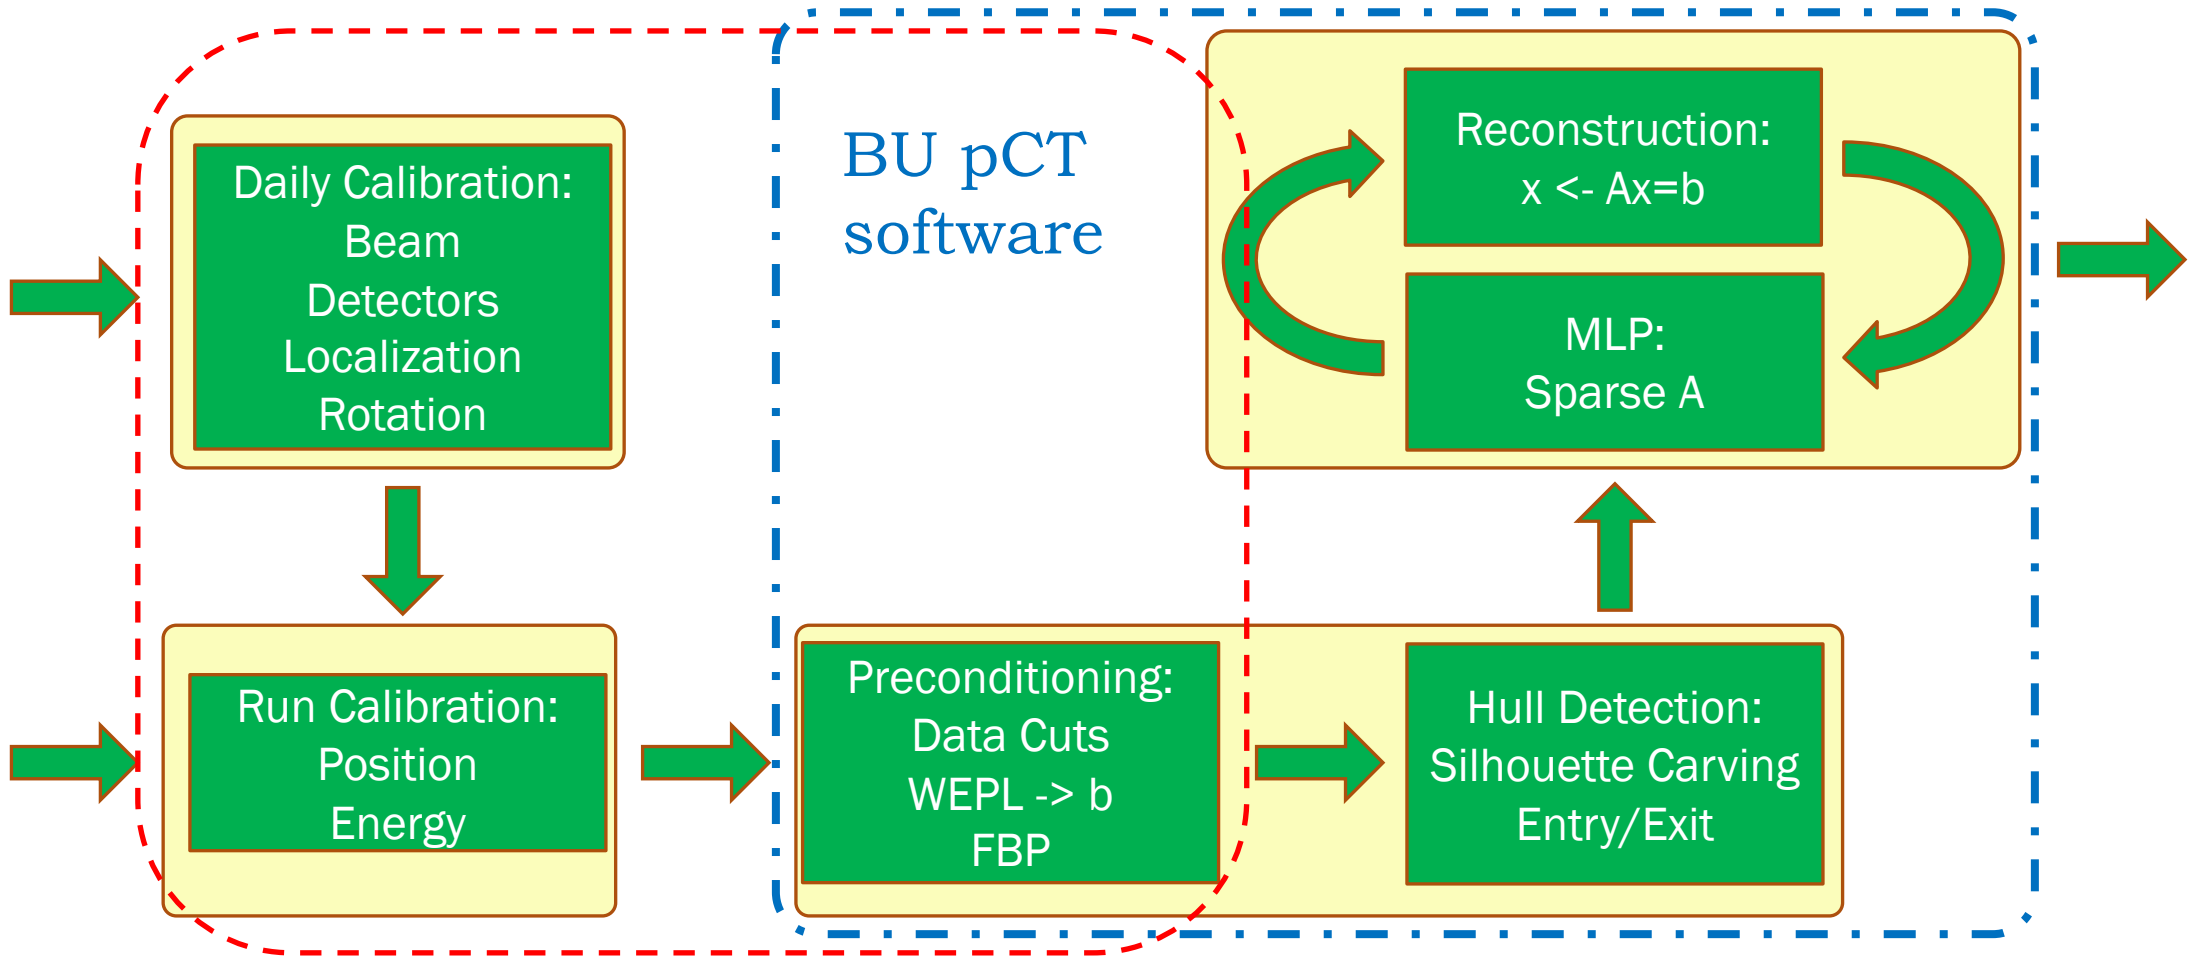 Daily Calibration:
Beam
Detectors
Localization
Rotation
BU pCT
software
Reconstruction:
x <- Ax=b
MLP:
Sparse A
Run Calibration:
Position
Energy
Preconditioning:
Data Cuts
WEPL -> b
FBP
Hull Detection:
Silhouette Carving
Entry/Exit